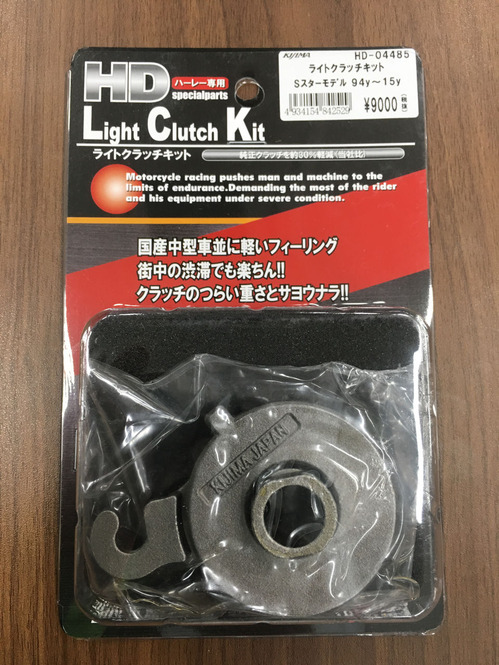 HD
ハーレー専用
specialparts
KIJIMA HD-04485
ライトクラッチキット
Sスターモデル 94y〜15y
4934154842529
¥9000(税抜)
Light Clutch Kit
ライトクラッチキット 純正クラッチを約30%軽減(当社比)
Motorcycle racing pushes man and machine to the
limits of endurance.Demanding the most of the rider
and his equipment under severe condition.
国産中型車並に軽いフィーリング
街中の渋滞でも楽ちん!!
クラッチのつらい重さとサヨウナラ!!
KIJIMA JAPAN